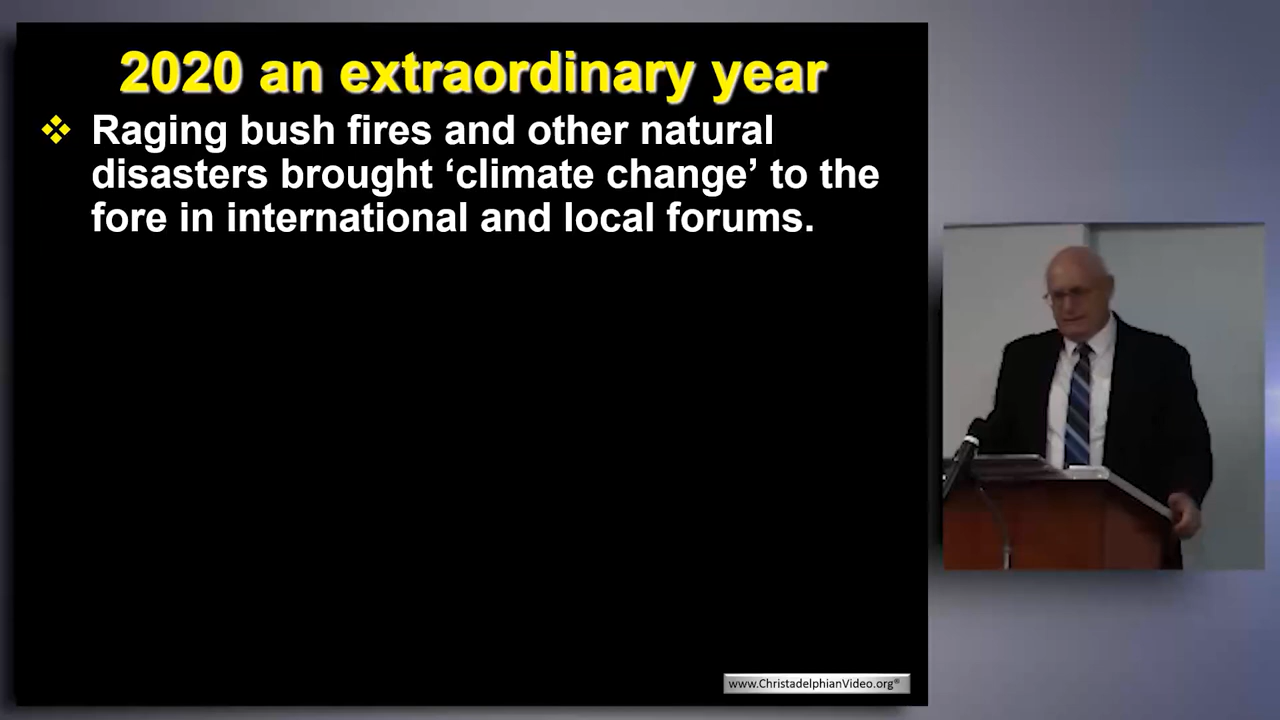 2020 an extraordinary year
❖ Raging bush fires and other natural
disasters brought ‘climate change’ to the
fore in international and local forums.
www.ChristadelphianVideo.org®